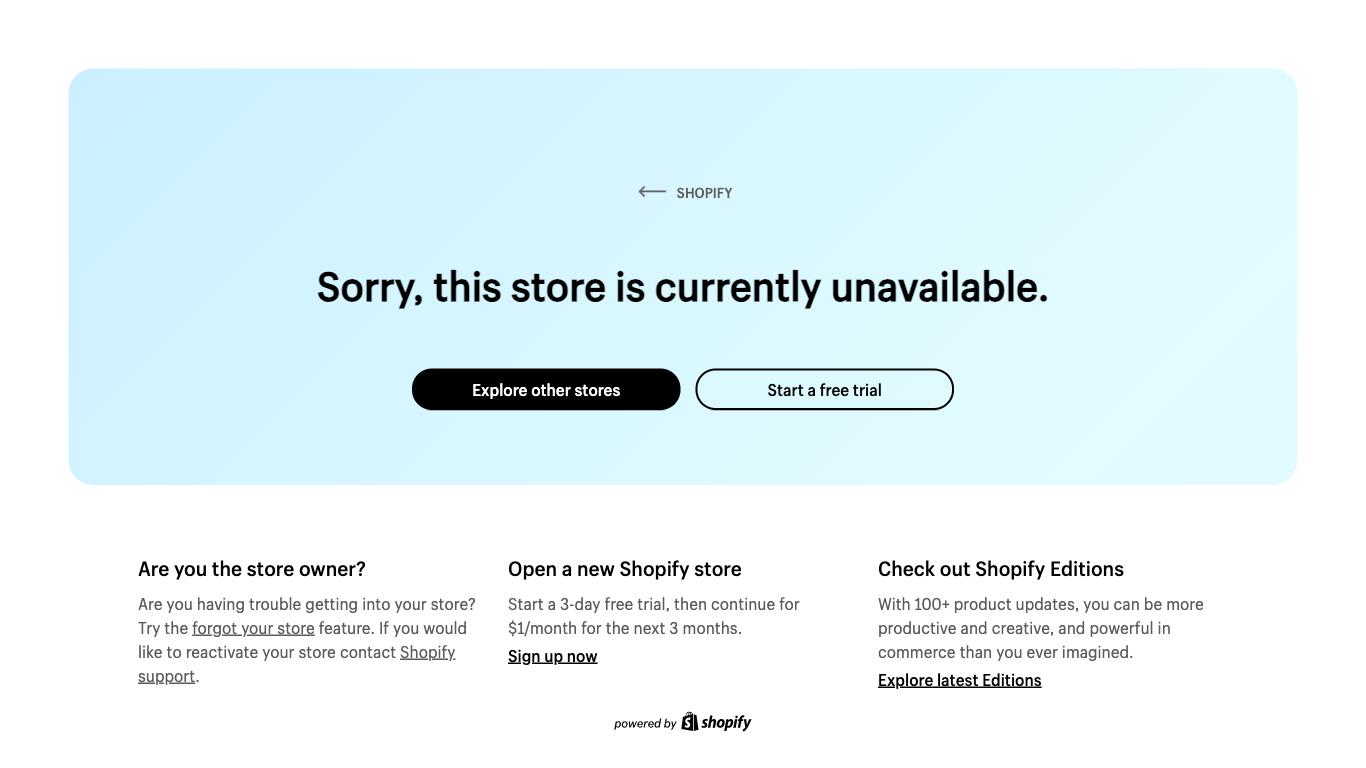 SHOPIFY
Sorry, this store is currently unavailable.
Explore other stores
Start a free trial
Are you the store owner?
Are you having trouble getting into your store?
Try the forgot your store feature. If you would
like to reactivate your store contact Shopify
support.
Open a new Shopify store
Start a 3-day free trial, then continue for
$1/month for the next 3 months.
Sign up now
Check out Shopify Editions
With 100+ product updates, you can be more
productive and creative, and powerful in
commerce than you ever imagined.
Explore latest Editions
powered by shopify